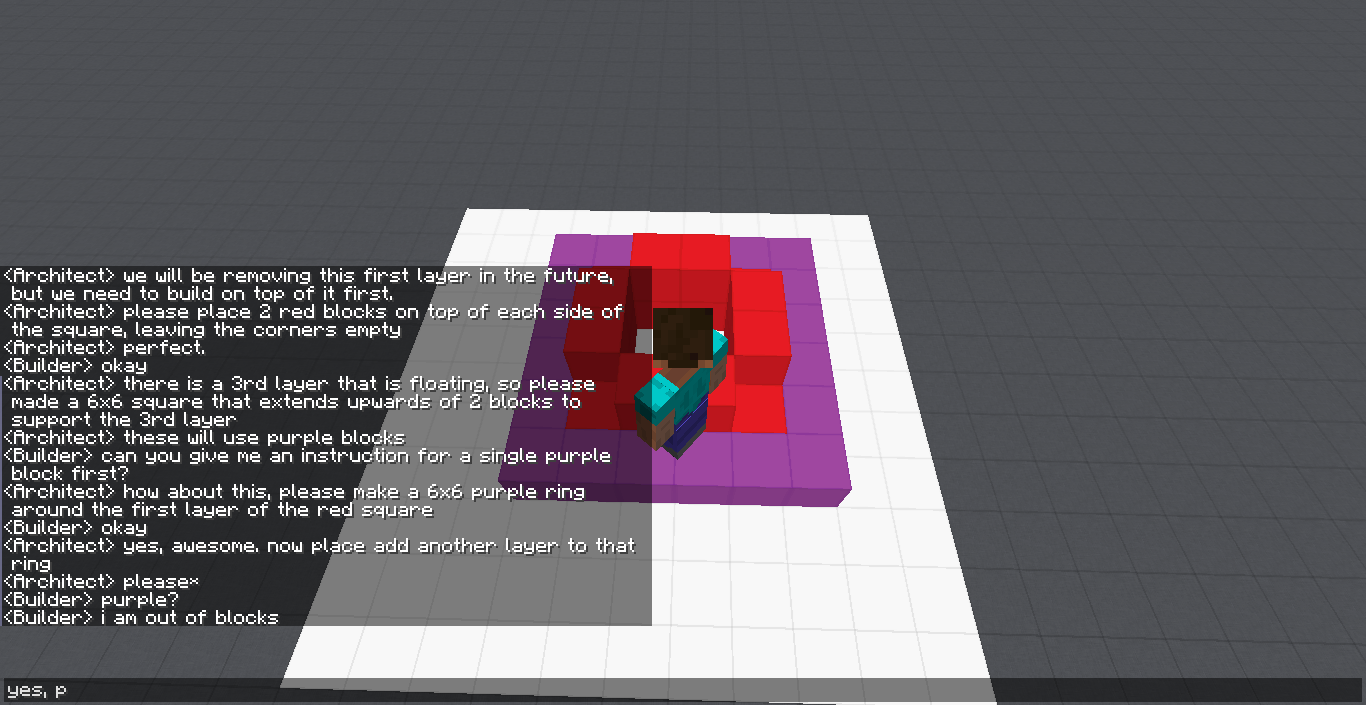 <Architect> we will be removing this first layer in the future,
but we need to build on top of it first.
<Architect> please place 2 red blocks on top of each side of
the square, leaving the corners empty
<Architect> perfect.
<Builder> okay
<Architect> there is a 3rd layer that is floating, so please
made a 6x6 square that extends upwards of 2 blocks to
support the 3rd layer
<Architect> these will use purple blocks
<Builder> can you give me an instruction for a single purple
block first?
<Architect> how about this, please make a 6x6 purple ring
around the first layer of the red square
<Builder> okay
<Architect> yes, awesome. now place add another layer to that
ring
<Architect> please*
<Builder> purple?
<Builder> i am out of blocks
yes, p